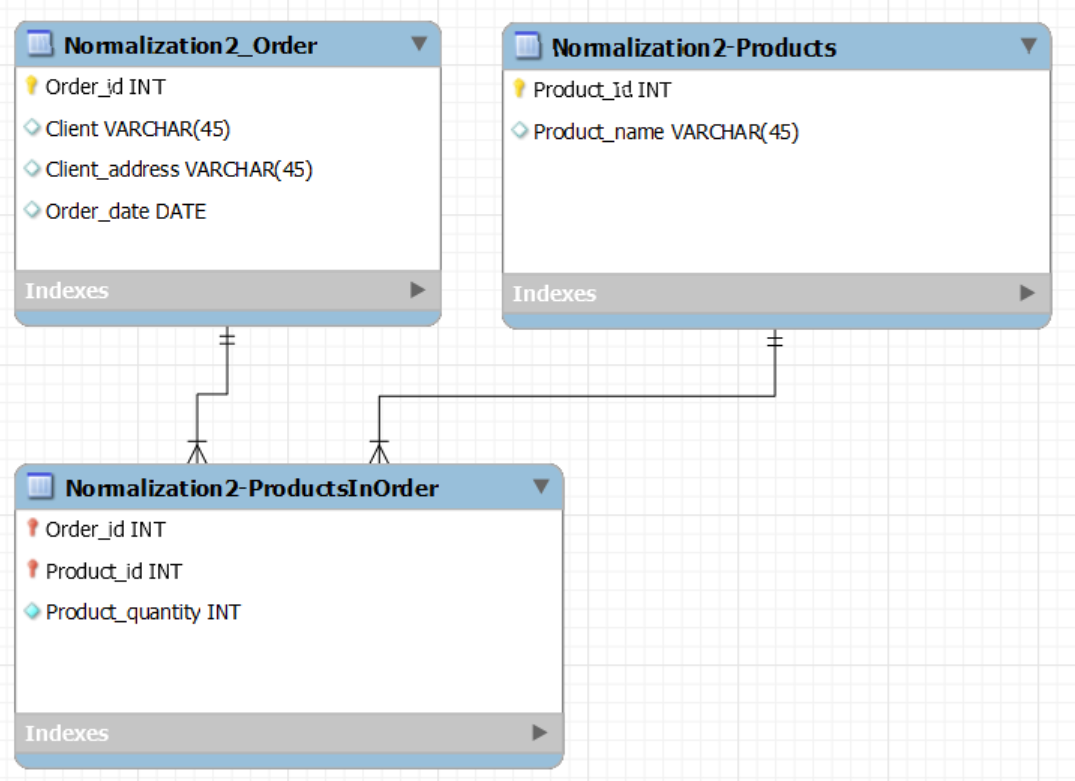 Normalization2_Order
Order_id INT
Client VARCHAR(45)
Client_address VARCHAR(45)
Order_date DATE
Indexes
Normalization2-Products
Product_Id INT
Product_name VARCHAR(45)
Indexes
Normalization2-ProductsInOrder
Order_id INT
Product_id INT
Product_quantity INT
Indexes